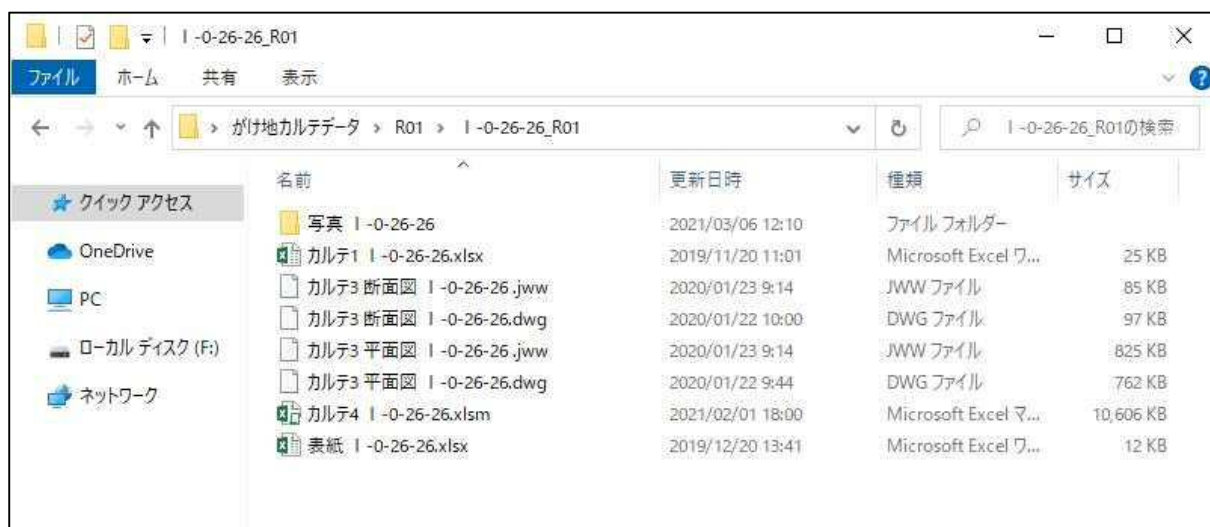 Ⅰ-0-26-26_R01
ファイル ホーム 共有 表示
がけ地カルテデータ > R01 > Ⅰ-0-26-26_R01 Ⅰ-0-26-26_R01の検索
名前 更新日時 種類 サイズ
クイック アクセス
OneDrive
PC
ローカル ディスク (F:)
ネットワーク
写真 Ⅰ-0-26-26 2021/03/06 12:10 ファイル フォルダー
カルテ1 Ⅰ-0-26-26.xlsx 2019/11/20 11:01 Microsoft Excel ワ... 25 KB
カルテ3 断面図 Ⅰ-0-26-26 .jww 2020/01/23 9:14 JWW ファイル 85 KB
カルテ3 断面図 Ⅰ-0-26-26.dwg 2020/01/22 10:00 DWG ファイル 97 KB
カルテ3 平面図 Ⅰ-0-26-26 .jww 2020/01/23 9:14 JWW ファイル 825 KB
カルテ3 平面図 Ⅰ-0-26-26.dwg 2020/01/22 9:44 DWG ファイル 762 KB
カルテ4 Ⅰ-0-26-26.xlsm 2021/02/01 18:00 Microsoft Excel マ... 10,606 KB
表紙 Ⅰ-0-26-26.xlsx 2019/12/20 13:41 Microsoft Excel ワ... 12 KB